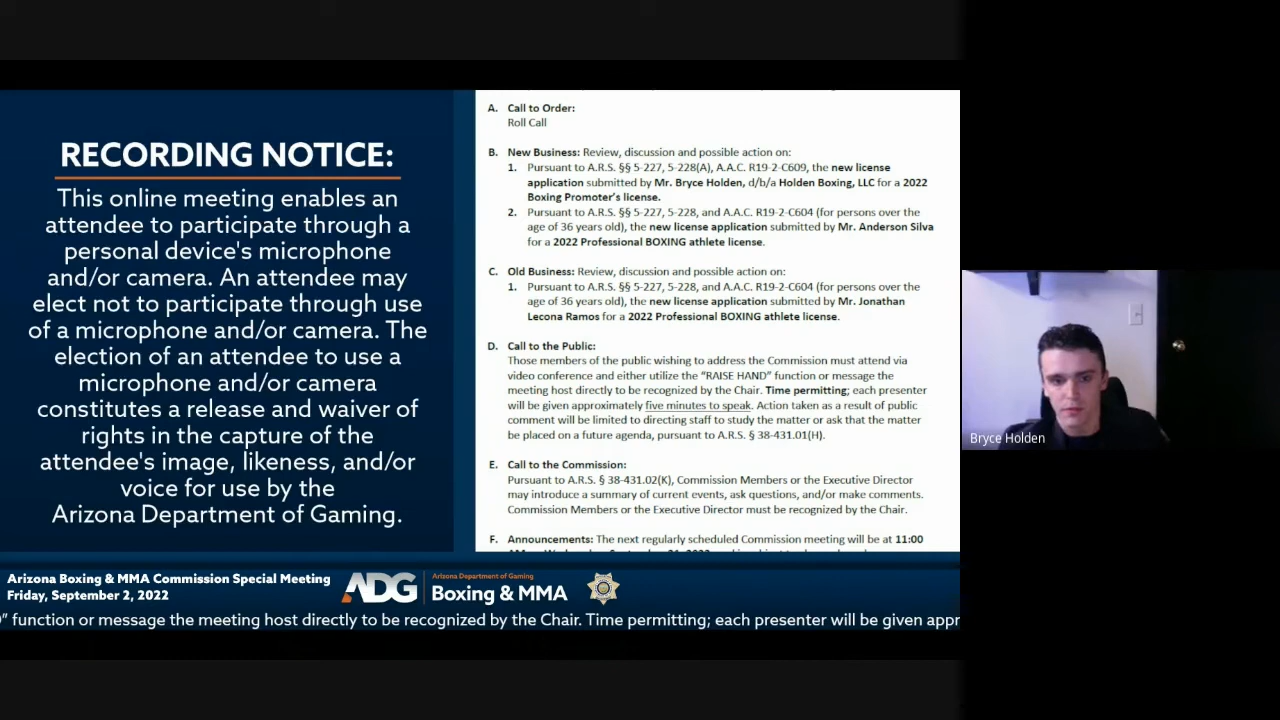 RECORDING NOTICE:
This online meeting enables an
attendee to participate through a
personal device's microphone
and/or camera. An attendee may
elect not to participate through use
of a microphone and/or camera. The
election of an attendee to use a
microphone and/or camera
constitutes a release and waiver of
rights in the capture of the
attendee's image, likeness, and/or
voice for use by the
Arizona Department of Gaming.
A. Call to Order:
Roll Call
B. New Business: Review, discussion and possible action on:
1. Pursuant to A.R.S. §§ 5-227, 5-228(A), A.A.C. R19-2-C609, the new license
application submitted by Mr. Bryce Holden, d/b/a Holden Boxing, LLC for a 2022
Boxing Promoter's license.
2. Pursuant to A.R.S. §§ 5-227, 5-228, and A.A.C. R19-2-C604 (for persons over the
age of 36 years old), the new license application submitted by Mr. Anderson Silva
for a 2022 Professional BOXING athlete license.
C. Old Business: Review, discussion and possible action on:
1. Pursuant to A.R.S. §§ 5-227, 5-228, and A.A.C. R19-2-C604 (for persons over the
age of 36 years old), the new license application submitted by Mr. Jonathan
Lecona Ramos for a 2022 Professional BOXING athlete license.
D. Call to the Public:
Those members of the public wishing to address the Commission must attend via
video conference and either utilize the “RAISE HAND” function or message the
meeting host directly to be recognized by the Chair. Time permitting; each presenter
will be given approximately five minutes to speak. Action taken as a result of public
comment will be limited to directing staff to study the matter or ask that the matter
be placed on a future agenda, pursuant to A.R.S. § 38-431.01(H).
E. Call to the Commission:
Pursuant to A.R.S. § 38-431.02(K), Commission Members or the Executive Director
may introduce a summary of current events, ask questions, and/or make comments.
Commission Members or the Executive Director must be recognized by the Chair.
F. Announcements: The next regularly scheduled Commission meeting will be at 11:00
Bryce Holden
Arizona Boxing & MMA Commission Special Meeting
Friday, September 2, 2022
ADG
Arizona Department of Gaming
Boxing & MMA
” function or message the meeting host directly to be recognized by the Chair. Time permitting; each presenter will be given appr